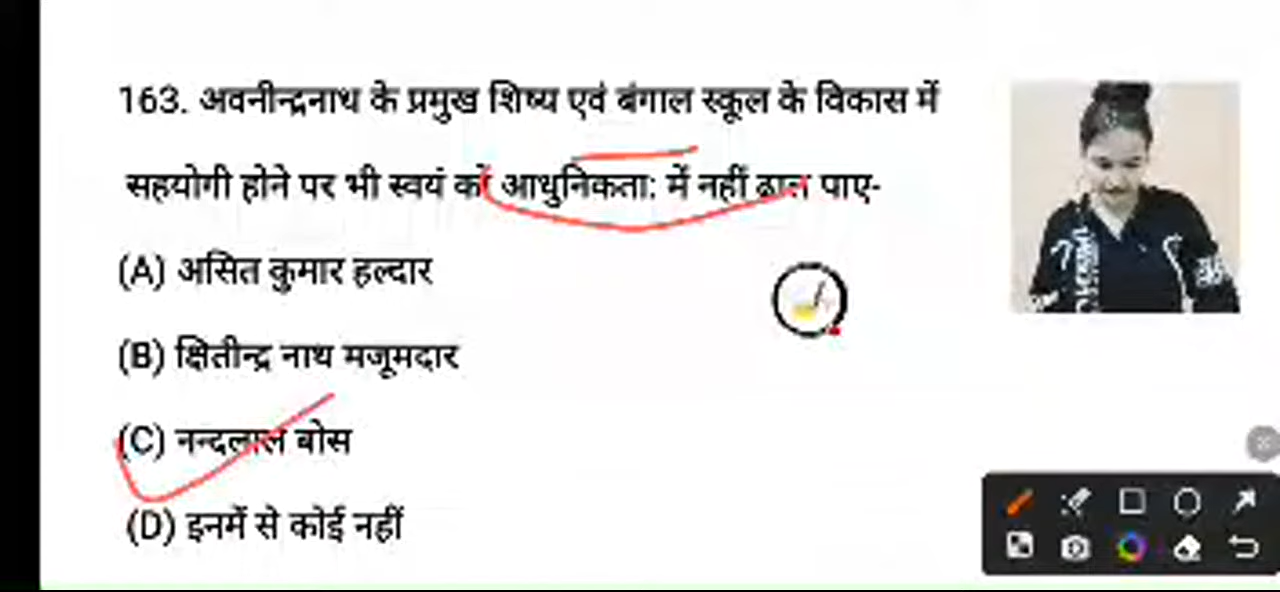 163. अवनीन्द्रनाथ के प्रमुख शिष्य एवं बंगाल स्कूल के विकास में
सहयोगी होने पर भी स्वयं को आधुनिकता: में नहीं ढाल पाए-
(A) असित कुमार हल्दार
(B) क्षितीन्द्र नाथ मजूमदार
(C) नन्दलाल बोस
(D) इनमें से कोई नहीं